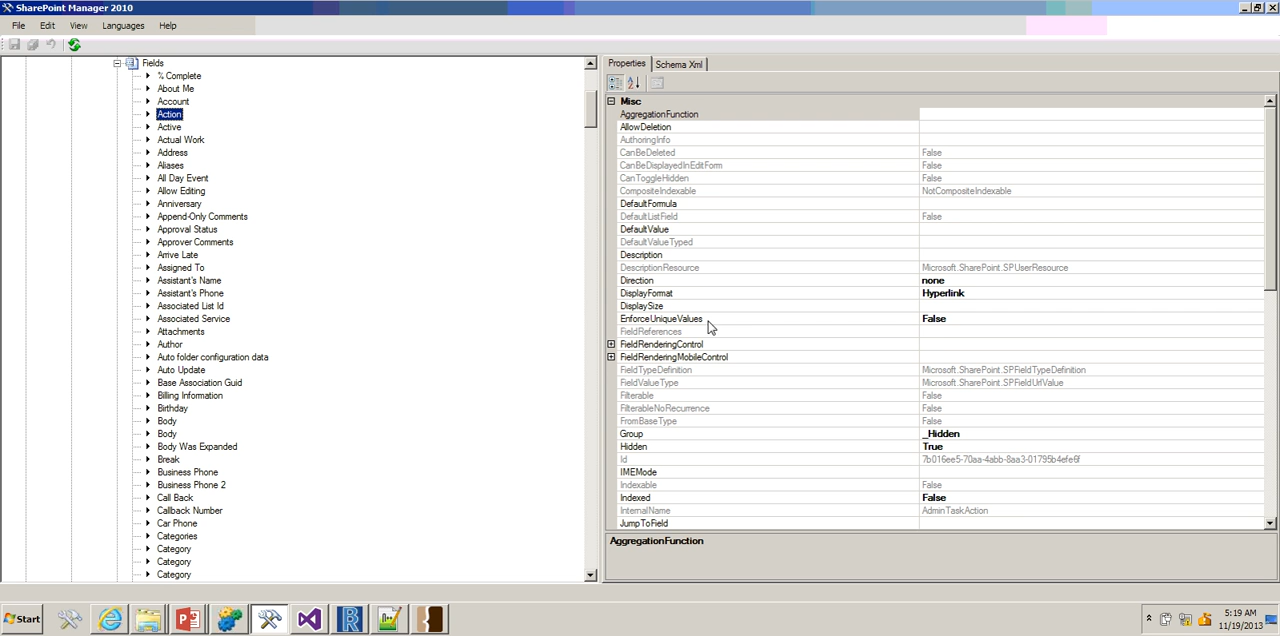 SharePoint Manager 2010
File Edit View Languages Help
Fields
% Complete
About Me
Account
Action
Active
Actual Work
Address
Aliases
All Day Event
Allow Editing
Anniversary
Append-Only Comments
Approval Status
Approver Comments
Arrive Late
Assigned To
Assistant's Name
Assistant's Phone
Associated List Id
Associated Service
Attachments
Author
Auto folder configuration data
Auto Update
Base Association Guid
Billing Information
Birthday
Body
Body
Body Was Expanded
Break
Business Phone
Business Phone 2
Call Back
Callback Number
Car Phone
Categories
Category
Category
Category
Properties Schema Xml
Misc
AggregationFunction
AllowDeletion
AuthoringInfo
CanBeDeleted False
CanBeDisplayedInEditForm False
CanToggleHidden False
CompositeIndexable NotCompositeIndexable
DefaultFormula
DefaultListField False
DefaultValue
DefaultValueTyped
Description
DescriptionResource Microsoft.SharePoint.SPUserResource
Direction none
DisplayFormat Hyperlink
DisplaySize
EnforceUniqueValues False
FieldReferences
FieldRenderingControl
FieldRenderingMobileControl
FieldTypeDefinition Microsoft.SharePoint.SPFieldTypeDefinition
FieldValueType Microsoft.SharePoint.SPFieldUrlValue
Filterable False
FilterableNoRecurrence False
FromBaseType False
Group _Hidden
Hidden True
Id 7b016ee5-70aa-4abb-8aa3-01795b4efe6f
IMEMode
Indexable False
Indexed False
InternalName AdminTaskAction
JumpToField
AggregationFunction
Start
5:19 AM
11/19/2013